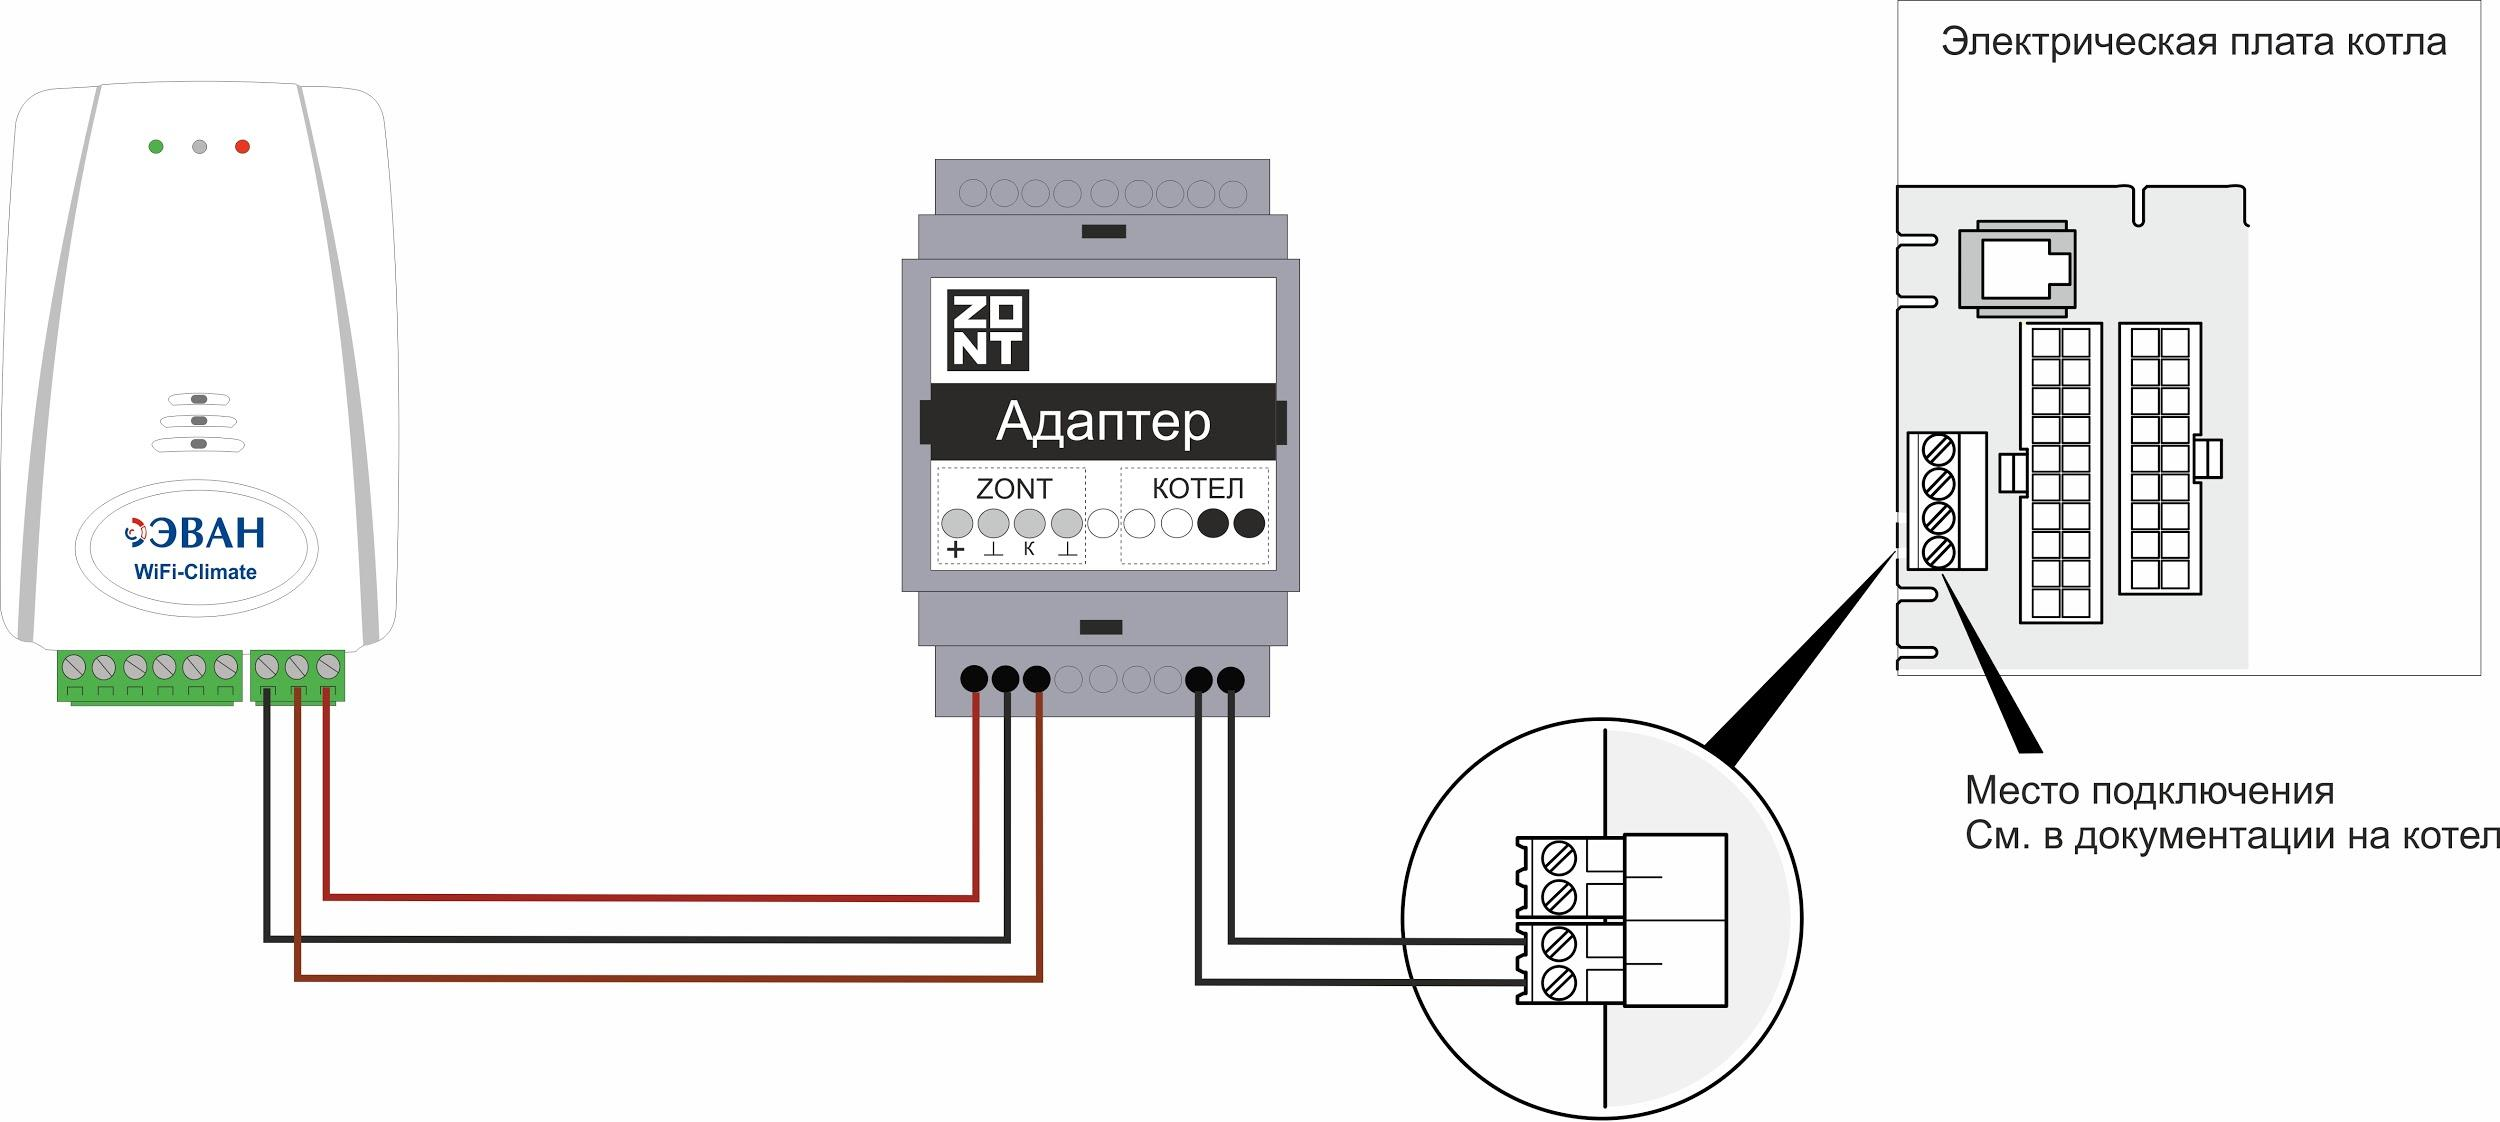 Электрическая плата котла
ZO
NT
Адаптер
ZONT
КОТЕЛ
+ ⊥ К ⊥
ЭВАН
WiFi-Climate
Место подключения
См. в документации на котел